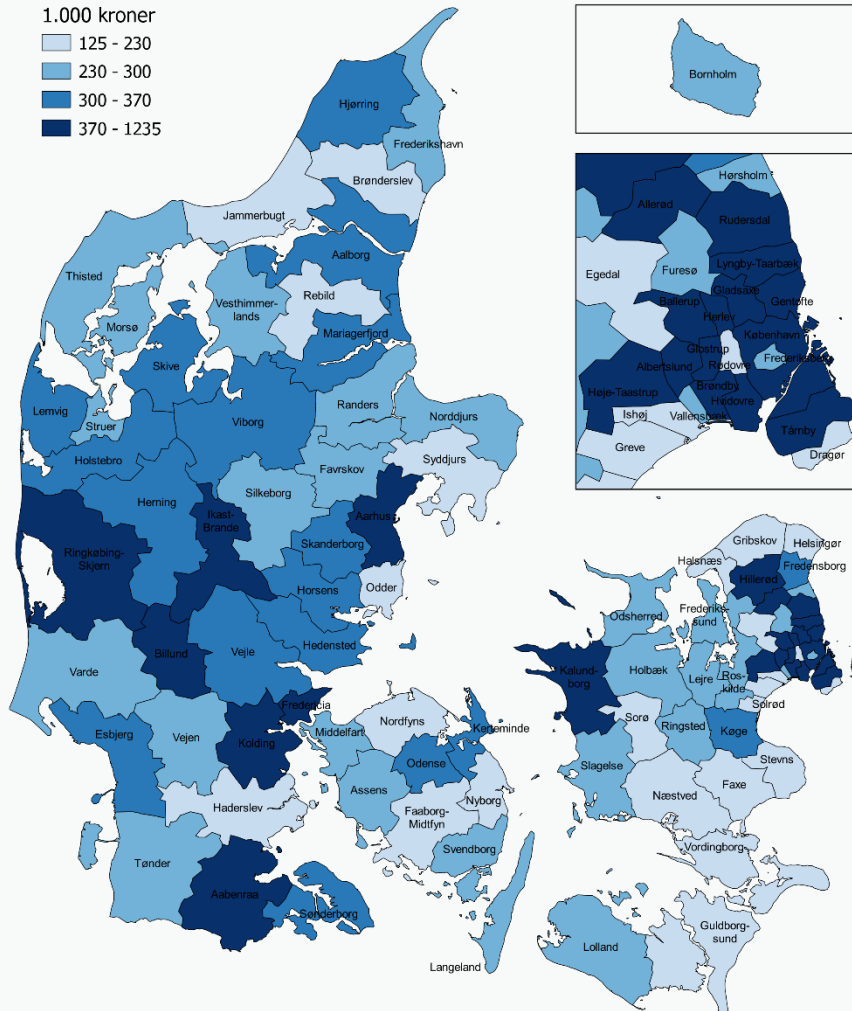 1.000 kroner
125 - 230
230 - 300
300 - 370
370 - 1235
Bornholm
Hjørring
Frederikshavn
Brønderslev
Jammerbugt
Aalborg
Thisted
Vesthimmer-
lands
Rebild
Morsø
Mariagerfjord
Skive
Lemvig
Struer
Viborg
Randers
Norddjurs
Holstebro
Favrskov
Syddjurs
Silkeborg
Herning
Ikast-
Brande
Aarhus
Ringkøbing-
Skjern
Skanderborg
Odder
Horsens
Hedensted
Billund
Vejle
Varde
Fredericia
Esbjerg
Vejen
Kolding
Middelfart
Nordfyns
Kerteminde
Odense
Assens
Nyborg
Haderslev
Faaborg-
Midtfyn
Svendborg
Tønder
Aabenraa
Sønderborg
Langeland
Hørsholm
Allerød
Rudersdal
Egedal
Furesø
Lyngby-Taarbæk
Gladsaxe
Ballerup
Gentofte
Herlev
København
Glostrup
Frederiksberg
Rødovre
Albertslund
Høje-Taastrup
Brøndby
Hvidovre
Ishøj
Vallensbæk
Tårnby
Greve
Dragør
Gribskov
Helsingør
Halsnæs
Fredensborg
Hillerød
Odsherred
Frederiks-
sund
Kalund-
borg
Holbæk
Lejre
Ros-
kilde
Solrød
Sorø
Ringsted
Køge
Slagelse
Stevns
Faxe
Næstved
Vordingborg
Guldborg-
sund
Lolland